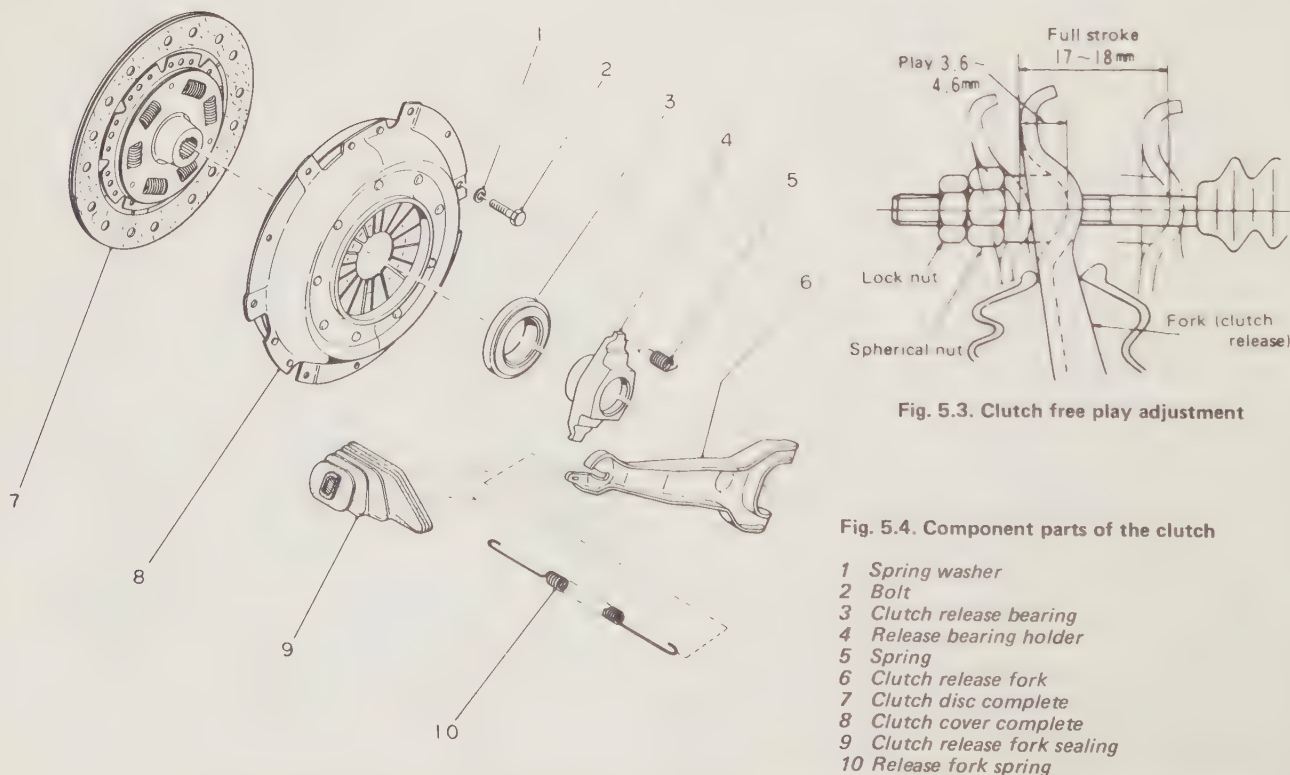 1
2
3
4
5
6
7
8
9
10
Full stroke
17~18mm
Play 3.6~
4.6mm
Lock nut
Spherical nut
Fork (clutch
release)
Fig. 5.3. Clutch free play adjustment
Fig. 5.4. Component parts of the clutch
1 Spring washer
2 Bolt
3 Clutch release bearing
4 Release bearing holder
5 Spring
6 Clutch release fork
7 Clutch disc complete
8 Clutch cover complete
9 Clutch release fork sealing
10 Release fork spring